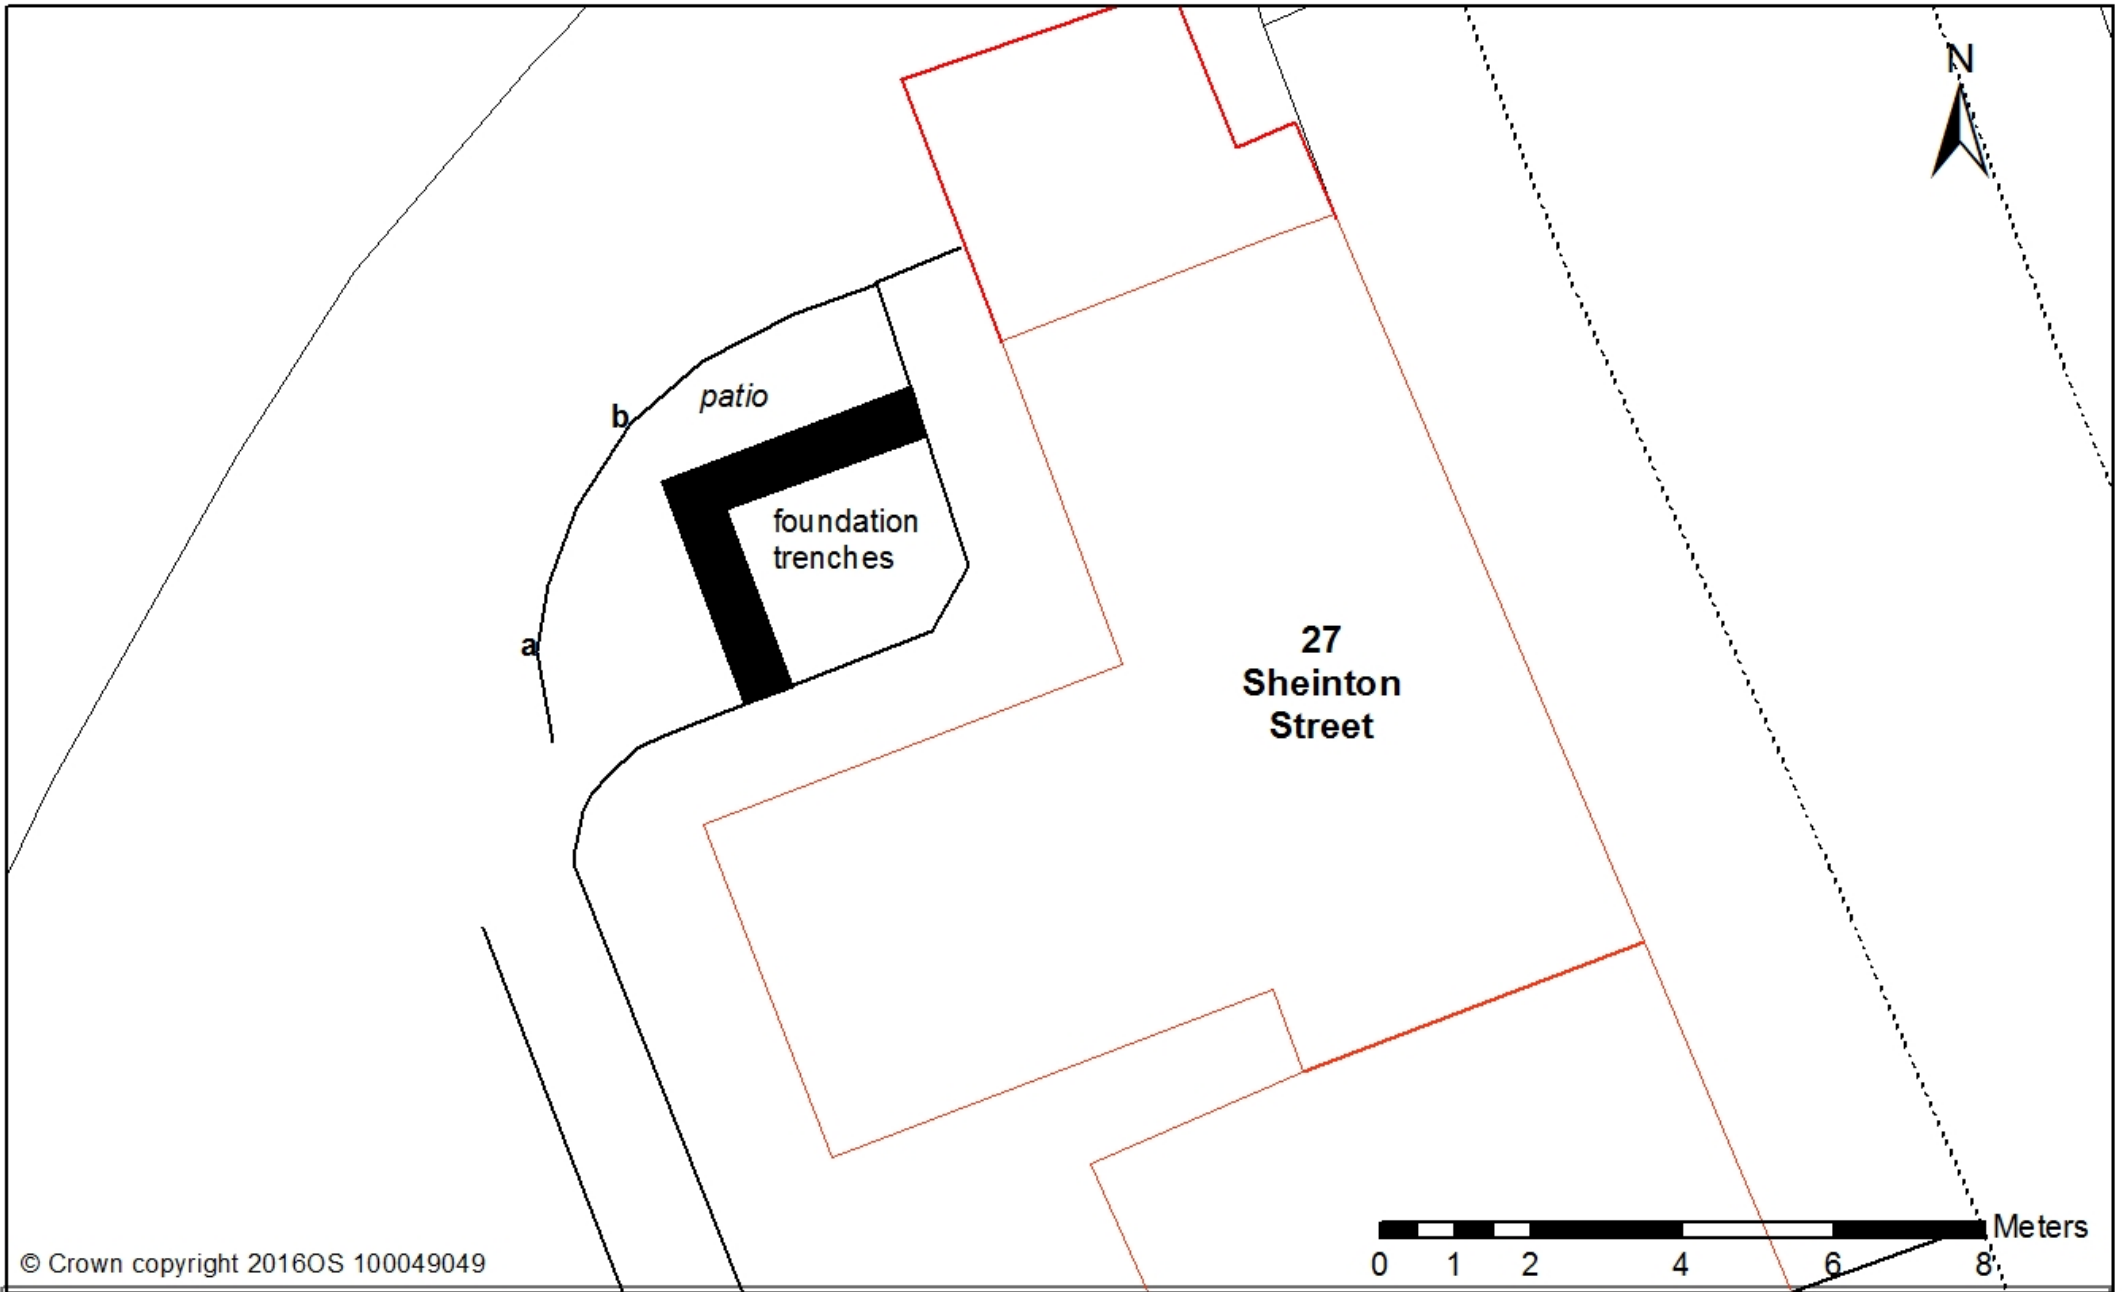 N
patio
b
foundation
trenches
a
27
Sheinton
Street
Meters
0 1 2 4 6 8
© Crown copyright 2016OS 100049049